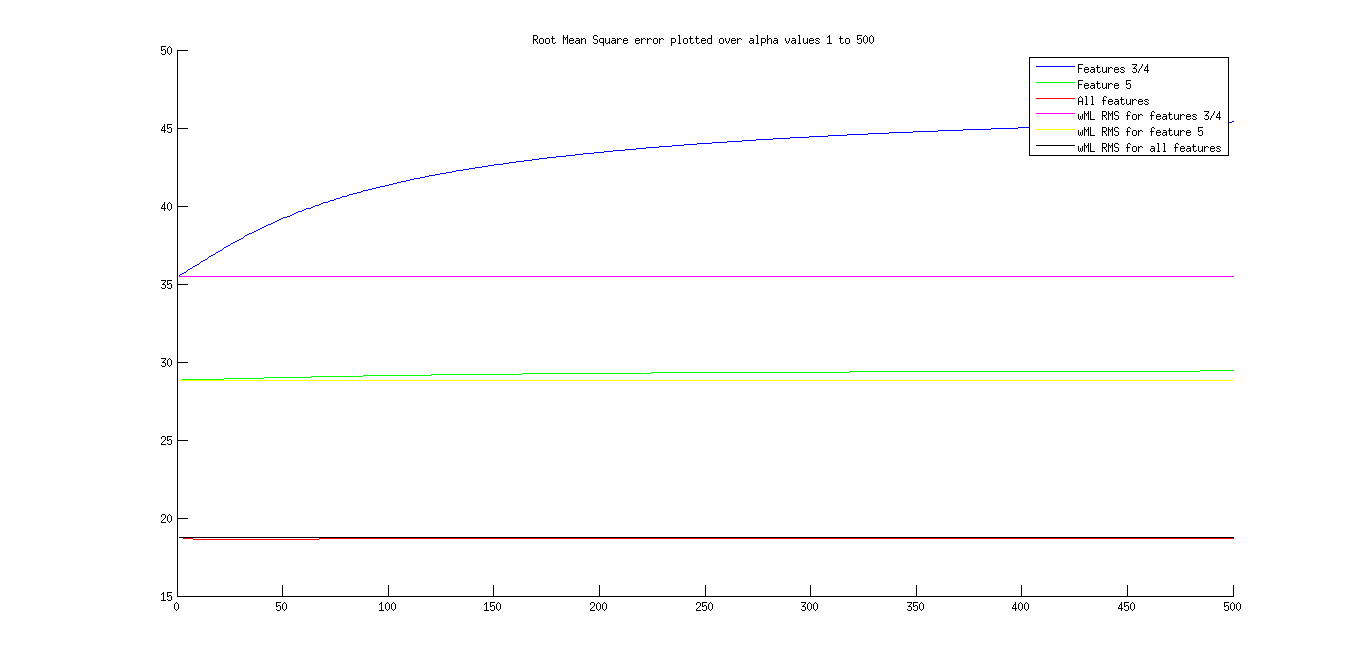 Root Mean Square error plotted over alpha values 1 to 500
50
Features 3/4
Feature 5
All features
wML RMS for features 3/4
wML RMS for feature 5
wML RMS for all features
45
40
35
30
25
20
15
0 50 100 150 200 250 300 350 400 450 500